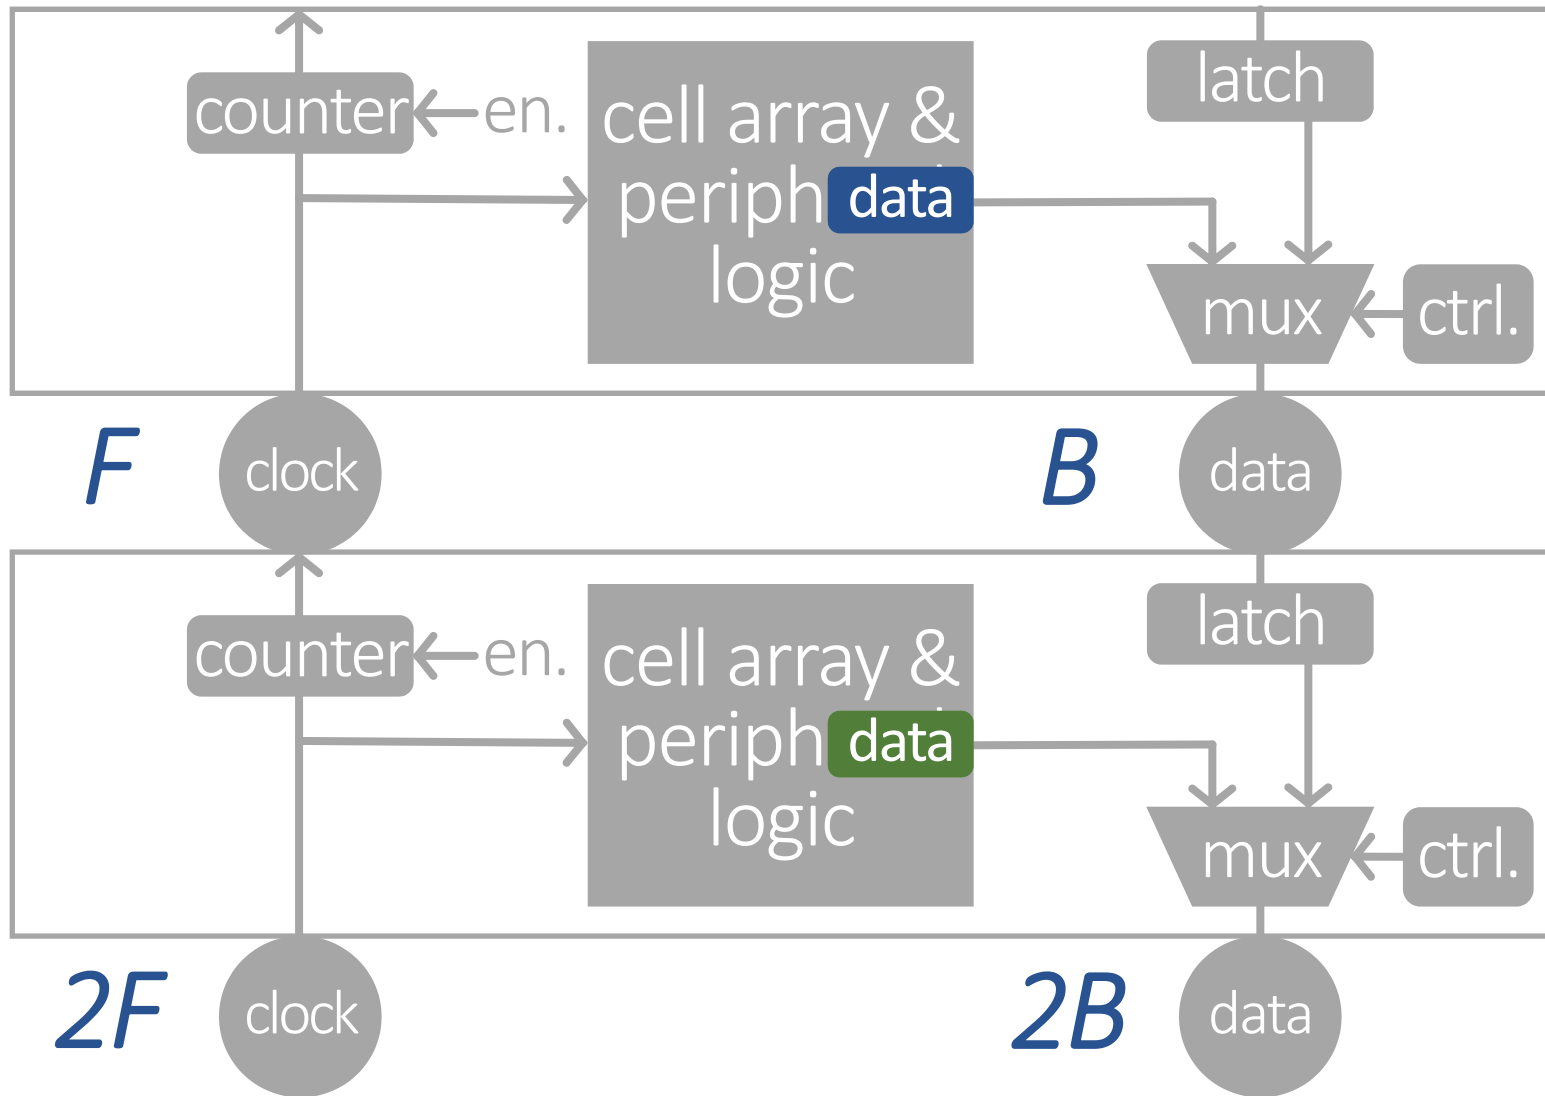 counter
en.
cell array &
periph
data
logic
latch
mux
ctrl.
F
clock
B
data
counter
en.
cell array &
periph
data
logic
latch
mux
ctrl.
2F
clock
2B
data